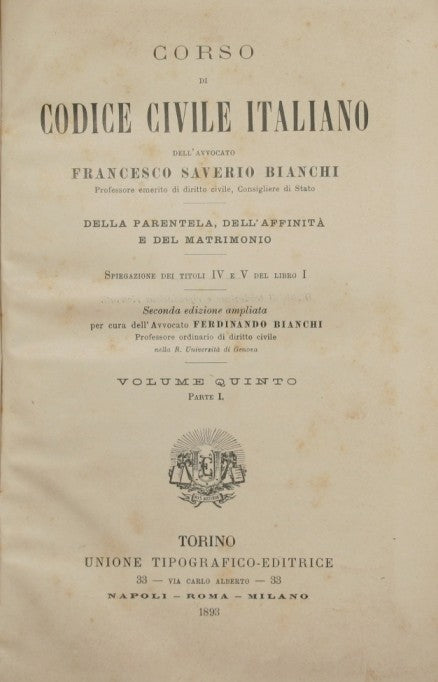 CORSO
DI
CODICE CIVILE ITALIANO
DELL'AVVOCATO
FRANCESCO SAVERIO BIANCHI
Professore emerito di diritto civile, Consigliere di Stato
DELLA PARENTELA, DELL'AFFINITÀ
E DEL MATRIMONIO
SPIEGAZIONE DEI TITOLI IV E V DEL LIBRO I
Seconda edizione ampliata
per cura dell'Avvocato FERDINANDO BIANCHI
Professore ordinario di diritto civile
nella R. Università di Genova
VOLUME QUINTO
PARTE I.
TORINO
UNIONE TIPOGRAFICO-EDITRICE
33 — VIA CARLO ALBERTO — 33
NAPOLI – ROMA – MILANO
1893